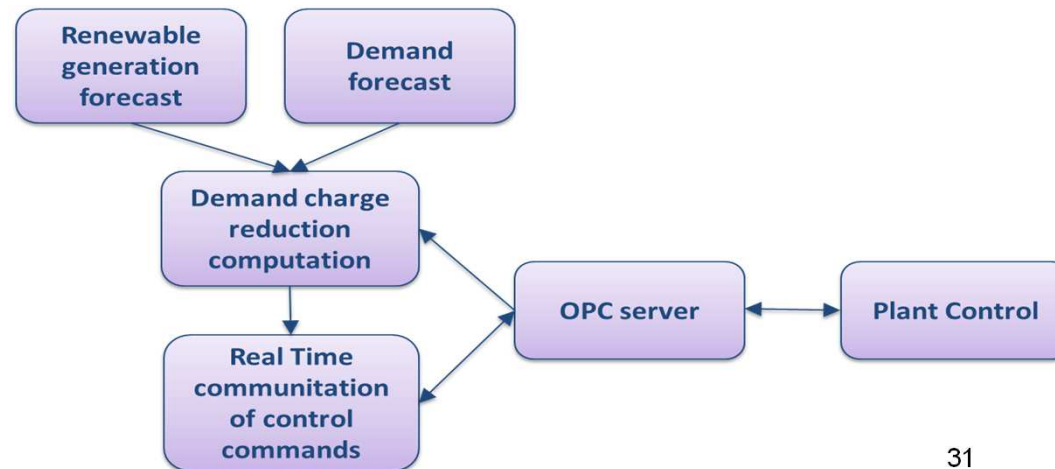 Renewable
generation
forecast
Demand
forecast
Demand charge
reduction
computation
OPC server
Plant Control
Real Time
communitation
of control
commands
31